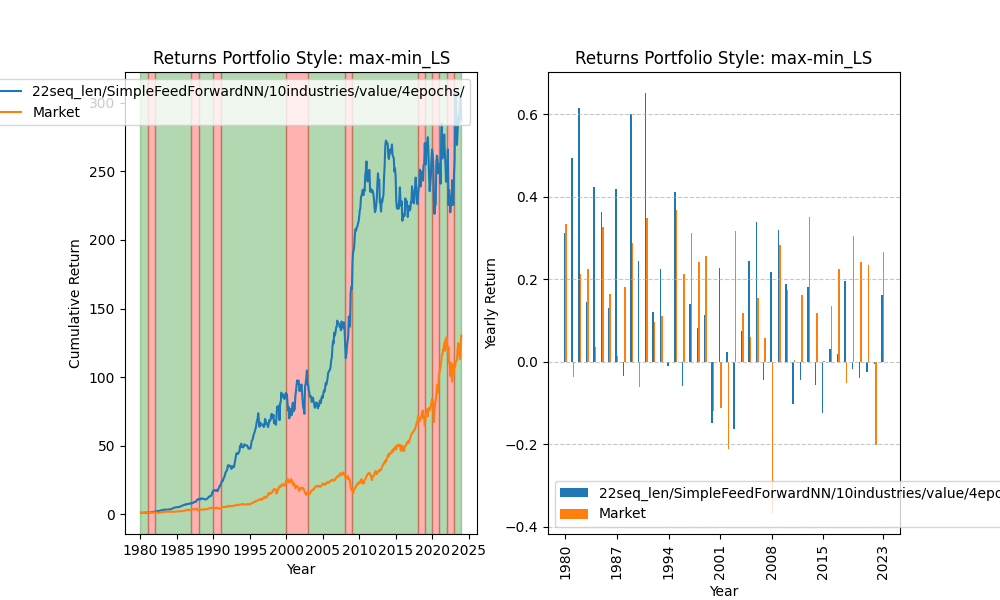 Returns Portfolio Style: max-min_LS
22seq_len/SimpleFeedForwardNN/10industries/value/4epochs/
Market
300
250
200
150
100
50
0
Cumulative Return
1980 1985 1990 1995 2000 2005 2010 2015 2020 2025
Year
Returns Portfolio Style: max-min_LS
0.6
0.4
0.2
0.0
−0.2
−0.4
Yearly Return
22seq_len/SimpleFeedForwardNN/10industries/value/4epo
Market
1980 1987 1994 2001 2008 2015 2023
Year